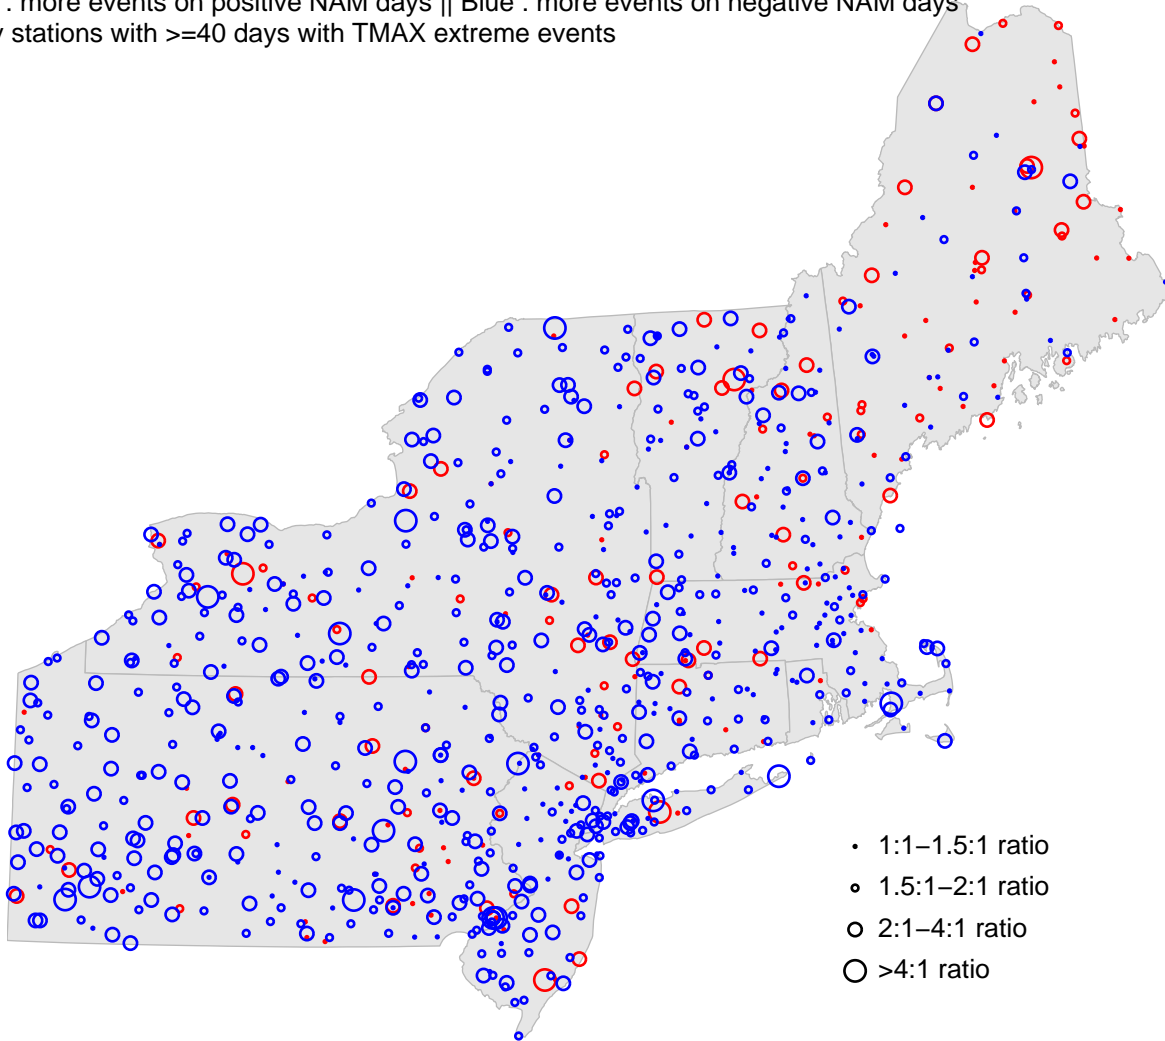 : more events on positive NAM days || Blue : more events on negative NAM days
stations with >=40 days with TMAX extreme events
1:1–1.5:1 ratio
1.5:1–2:1 ratio
2:1–4:1 ratio
>4:1 ratio